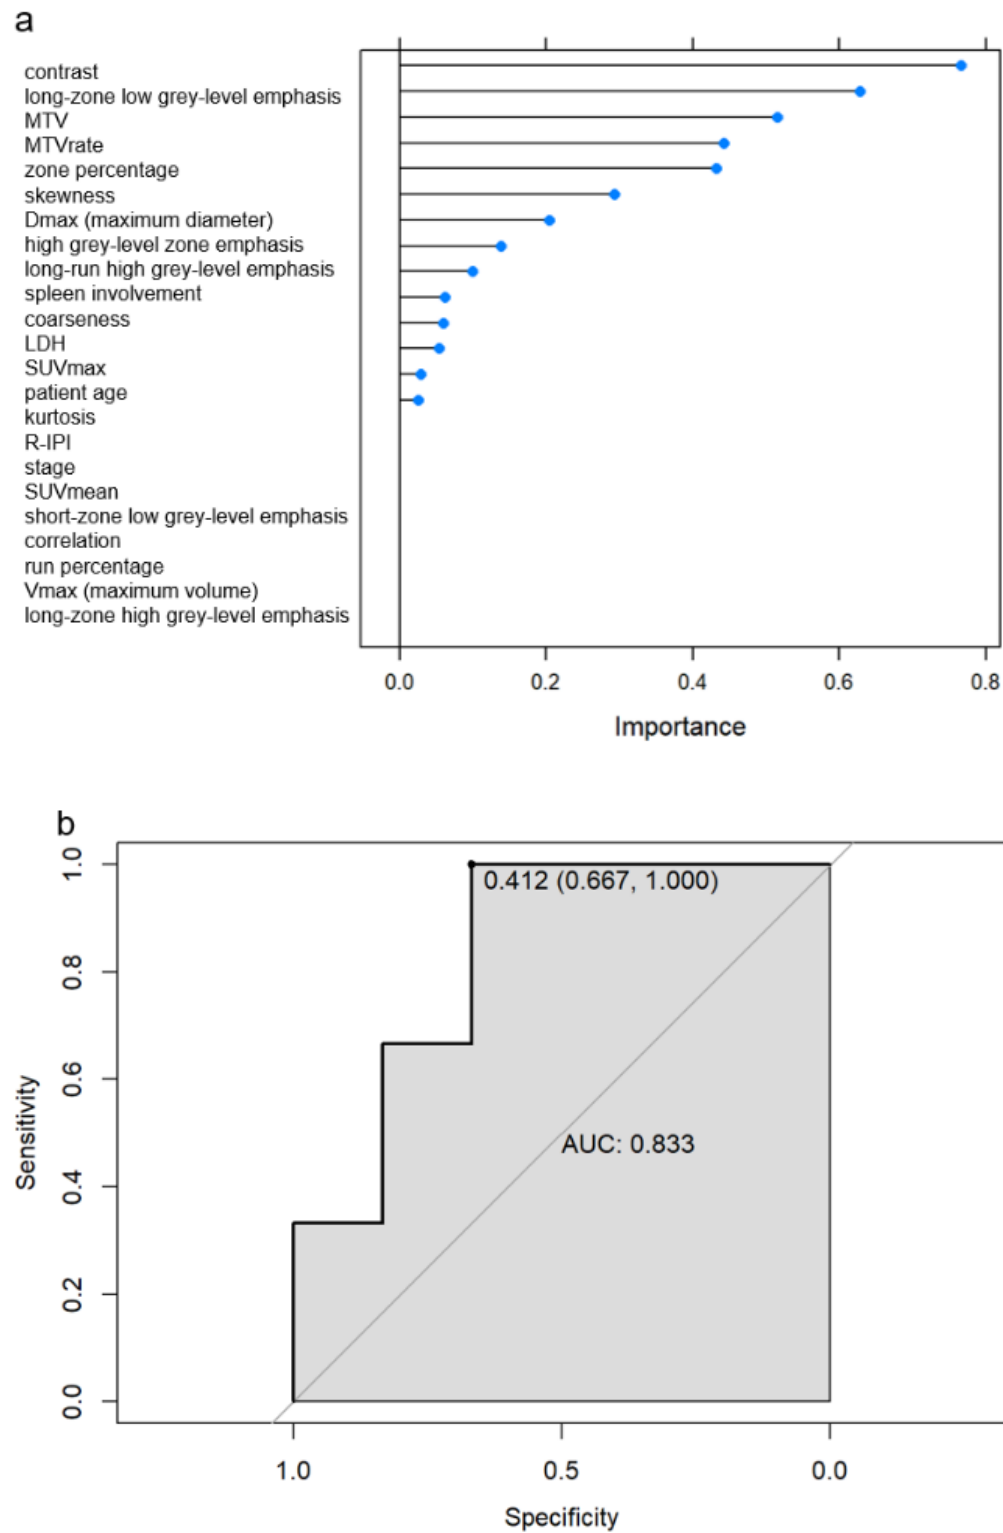 a
contrast
long-zone low grey-level emphasis
MTV
MTVrate
zone percentage
skewness
Dmax (maximum diameter)
high grey-level zone emphasis
long-run high grey-level emphasis
spleen involvement
coarseness
LDH
SUVmax
patient age
kurtosis
R-IPI
stage
SUVmean
short-zone low grey-level emphasis
correlation
run percentage
Vmax (maximum volume)
long-zone high grey-level emphasis
0.0 0.2 0.4 0.6 0.8
Importance
b
1.0
0.8
0.6
0.4
0.2
0.0
Sensitivity
0.412 (0.667, 1.000)
AUC: 0.833
1.0 0.5 0.0
Specificity